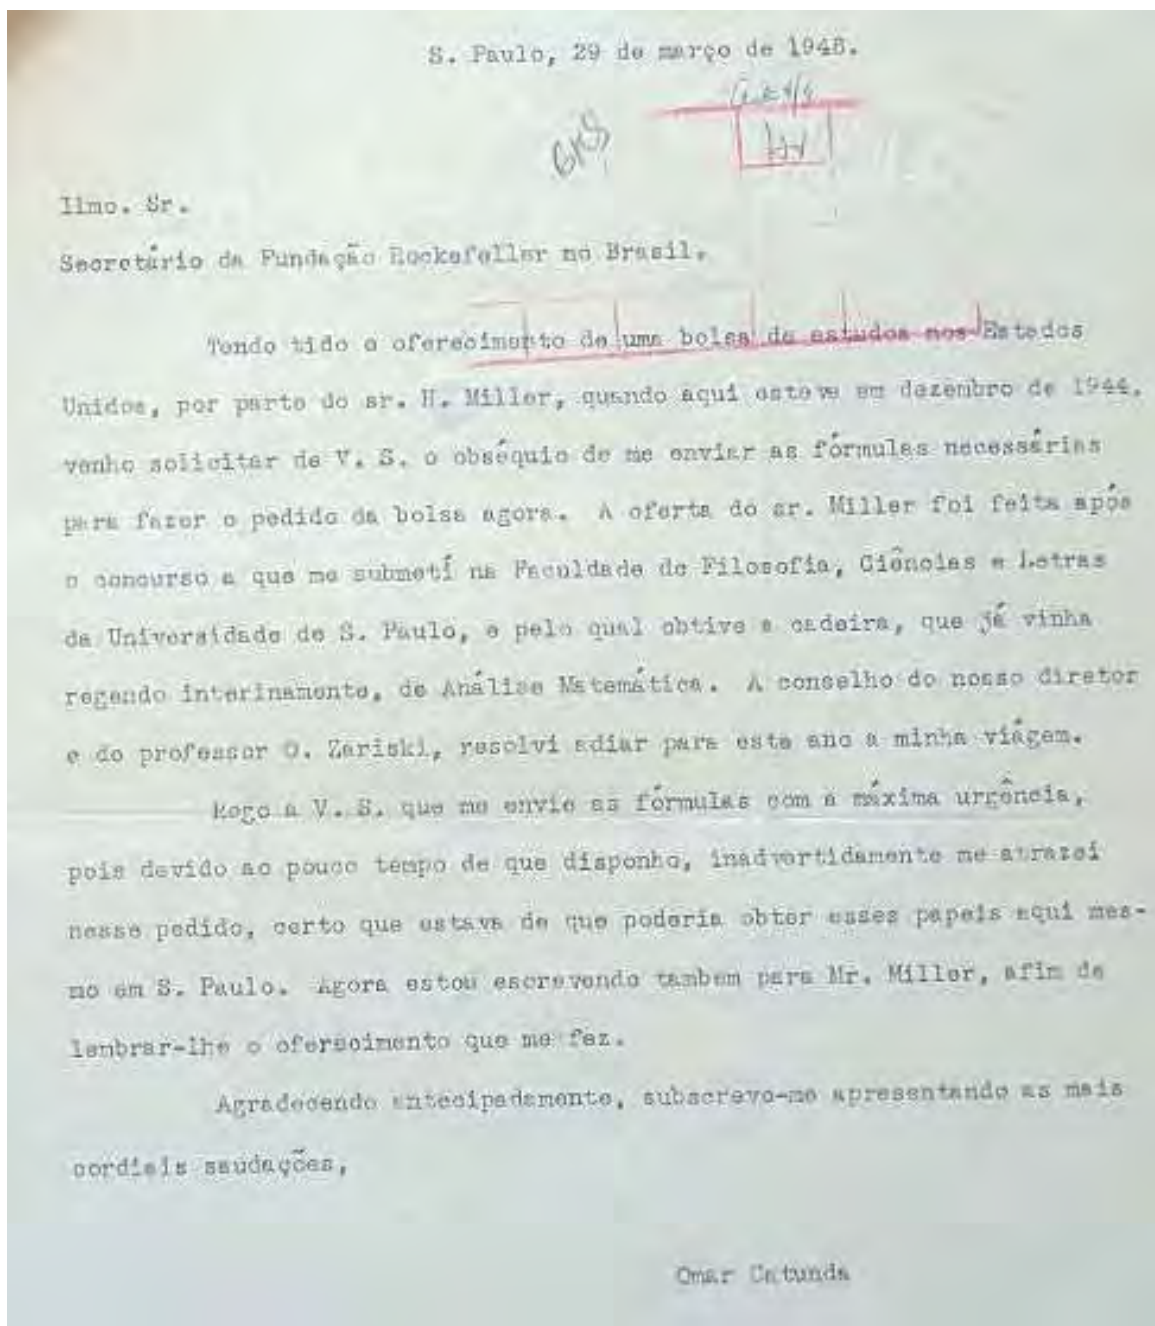 S. Paulo, 29 de março de 1946.
GKS
Ilmo. Sr.
Secretário da Fundação Rockefeller no Brasil.
Tendo tido o oferecimento de uma bolsa de estudos nos Estados
Unidos, por parte do sr. H. Miller, quando aqui esteve em dezembro de 1944,
venho solicitar de V. S. o obséquio de me enviar as fórmulas necessárias
para fazer o pedido da bolsa agora. A oferta do sr. Miller foi feita após
o concurso a que me submetí na Faculdade de Filosofia, Ciências e Letras
da Universidade de S. Paulo, e pelo qual obtive a cadeira, que já vinha
regendo interinamente, de Análise Matemática. A conselho do nosso diretor
e do professor O. Zariski, resolvi adiar para este ano a minha viágem.
Rogo a V. S. que me envie as fórmulas com a máxima urgência,
pois devido ao pouco tempo de que disponho, inadvertidamente me atrazei
nesse pedido, certo que estava de que poderia obter esses papeis aqui mes-
mo em S. Paulo. Agora estou escrevendo tambem para Mr. Miller, afim de
lembrar-lhe o oferecimento que me fez.
Agradecendo antecipadamente, subscrevo-me apresentando as mais
cordiais saudações,
Omar Catunda